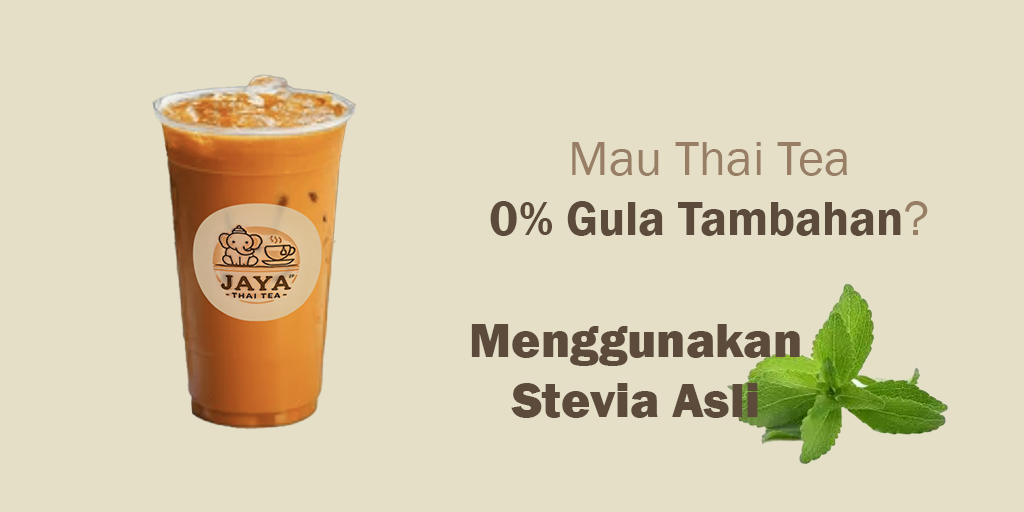 JAYA
- THAI TEA -
Mau Thai Tea
0% Gula Tambahan?
Menggunakan
Stevia Asli